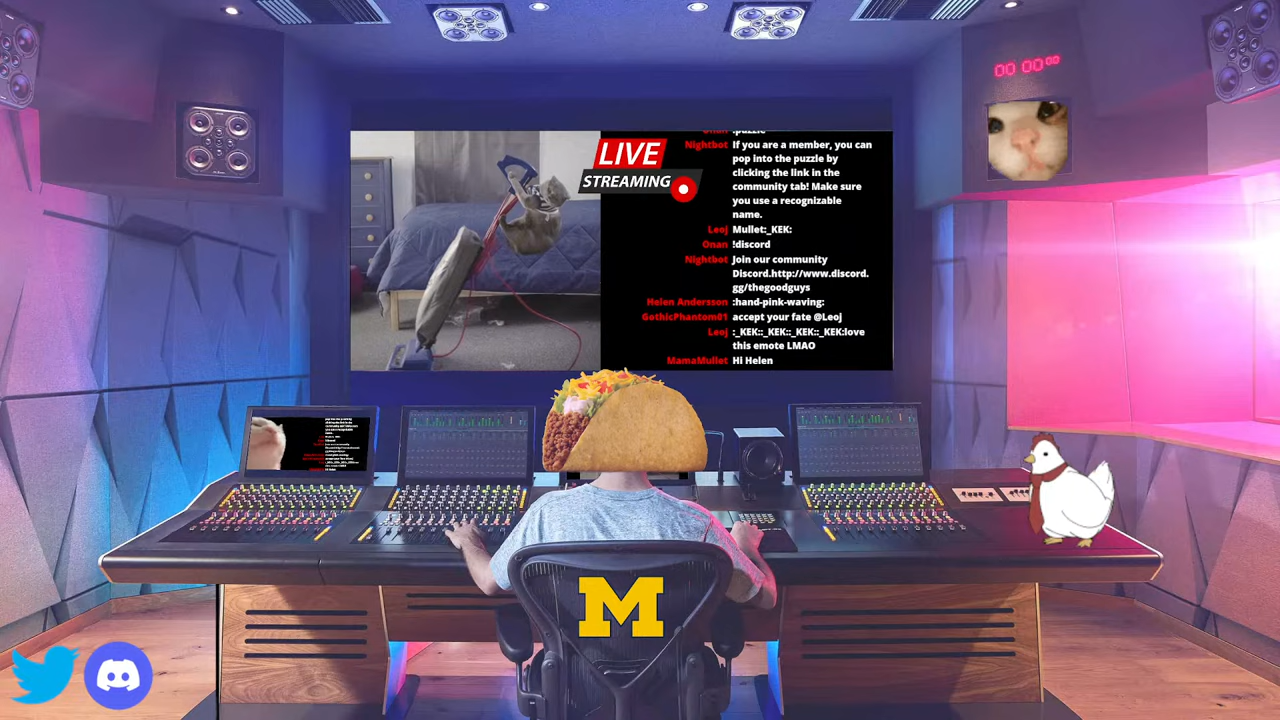 00 00 00
LIVE
STREAMING
Onan !puzzle
Nightbot If you are a member, you can
pop into the puzzle by
clicking the link in the
community tab! Make sure
you use a recognizable
name.
Leoj Mullet:_KEK:
Onan !discord
Nightbot Join our community
Discord.http://www.discord.
gg/thegoodguys
Helen Andersson :hand-pink-waving:
GothicPhantom81 accept your fate @Leoj
Leoj :_KEK::_KEK::_KEK::_KEK:love
this emote LMAO
MamaMullet Hi Helen
M